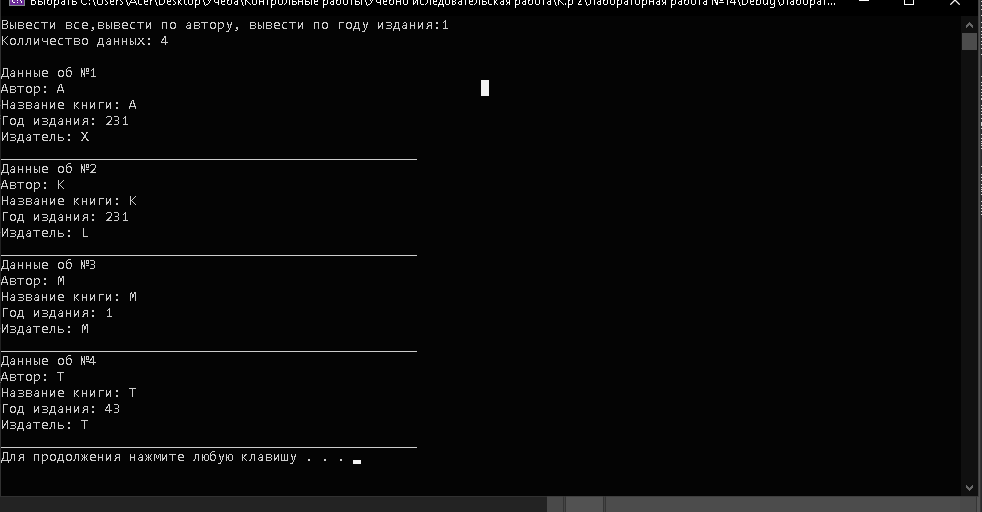 Выбрать C:\Users\Acer\Desktop\Учеба\Контрольные работы\Учебно иследовательская работа\К.р 2\Лабораторная работа №14\Debug\Лаборат...
Вывести все,вывести по автору, вывести по году издания:1
Колличество данных: 4
Данные об №1
Автор: A
Название книги: A
Год издания: 231
Издатель: X
Данные об №2
Автор: K
Название книги: K
Год издания: 231
Издатель: L
Данные об №3
Автор: M
Название книги: M
Год издания: 1
Издатель: M
Данные об №4
Автор: T
Название книги: T
Год издания: 43
Издатель: T
Для продолжения нажмите любую клавишу . . .